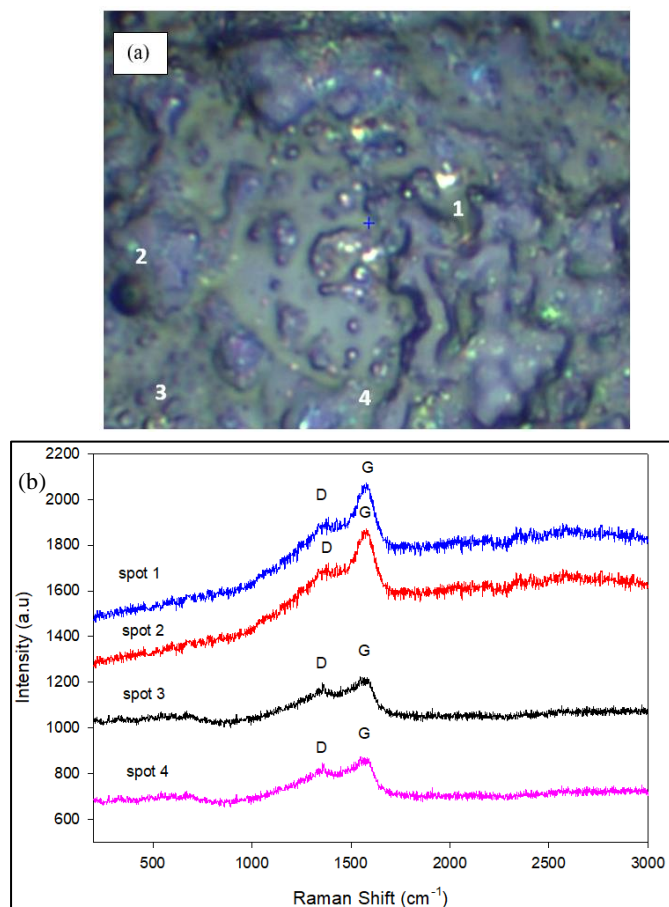 (a)
1
2
3
4
(b)
2200
2000
1800
1600
1400
1200
1000
800
600
Intensity (a.u)
G
D
G
D
spot 1
spot 2
D
G
spot 3
D
G
spot 4
500
1000
1500
2000
2500
3000
Raman Shift (cm⁻¹)